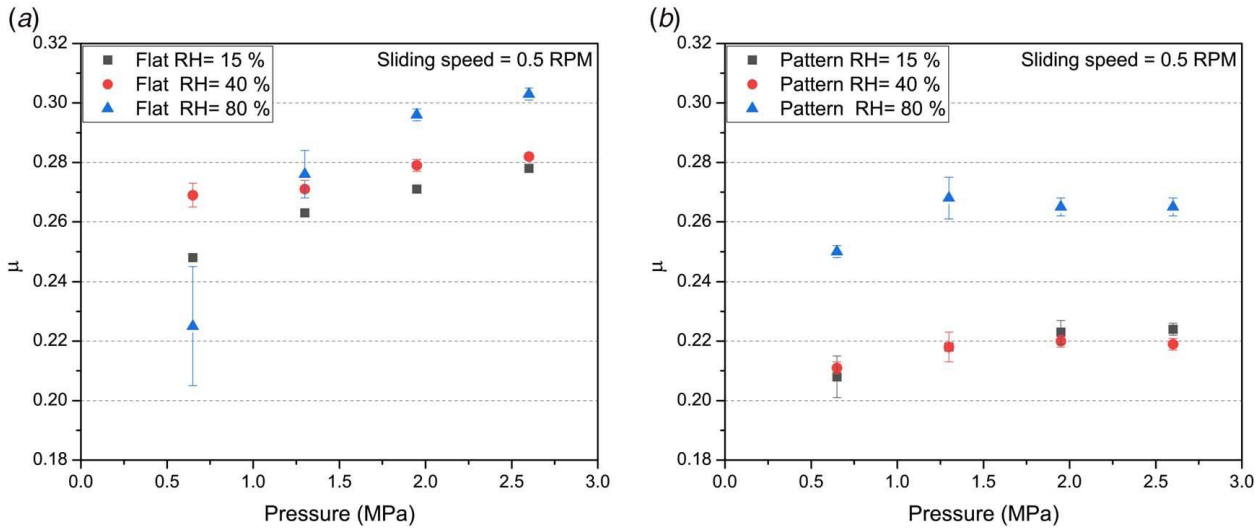 (a)
Flat RH= 15 %
Flat RH= 40 %
Flat RH= 80 %
Sliding speed = 0.5 RPM
0.32
0.30
0.28
0.26
0.24
0.22
0.20
0.18
μ
0.0 0.5 1.0 1.5 2.0 2.5 3.0
Pressure (MPa)
(b)
Pattern RH= 15 %
Pattern RH= 40 %
Pattern RH= 80 %
Sliding speed = 0.5 RPM
0.32
0.30
0.28
0.26
0.24
0.22
0.20
0.18
μ
0.0 0.5 1.0 1.5 2.0 2.5 3.0
Pressure (MPa)